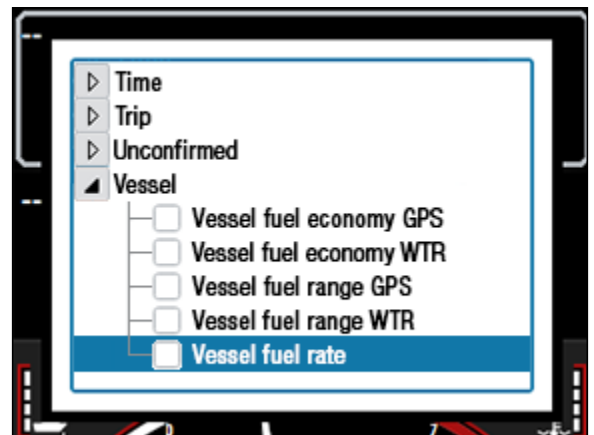 --
Time
Trip
Unconfirmed
Vessel
--
Vessel fuel economy GPS
Vessel fuel economy WTR
Vessel fuel range GPS
Vessel fuel range WTR
Vessel fuel rate